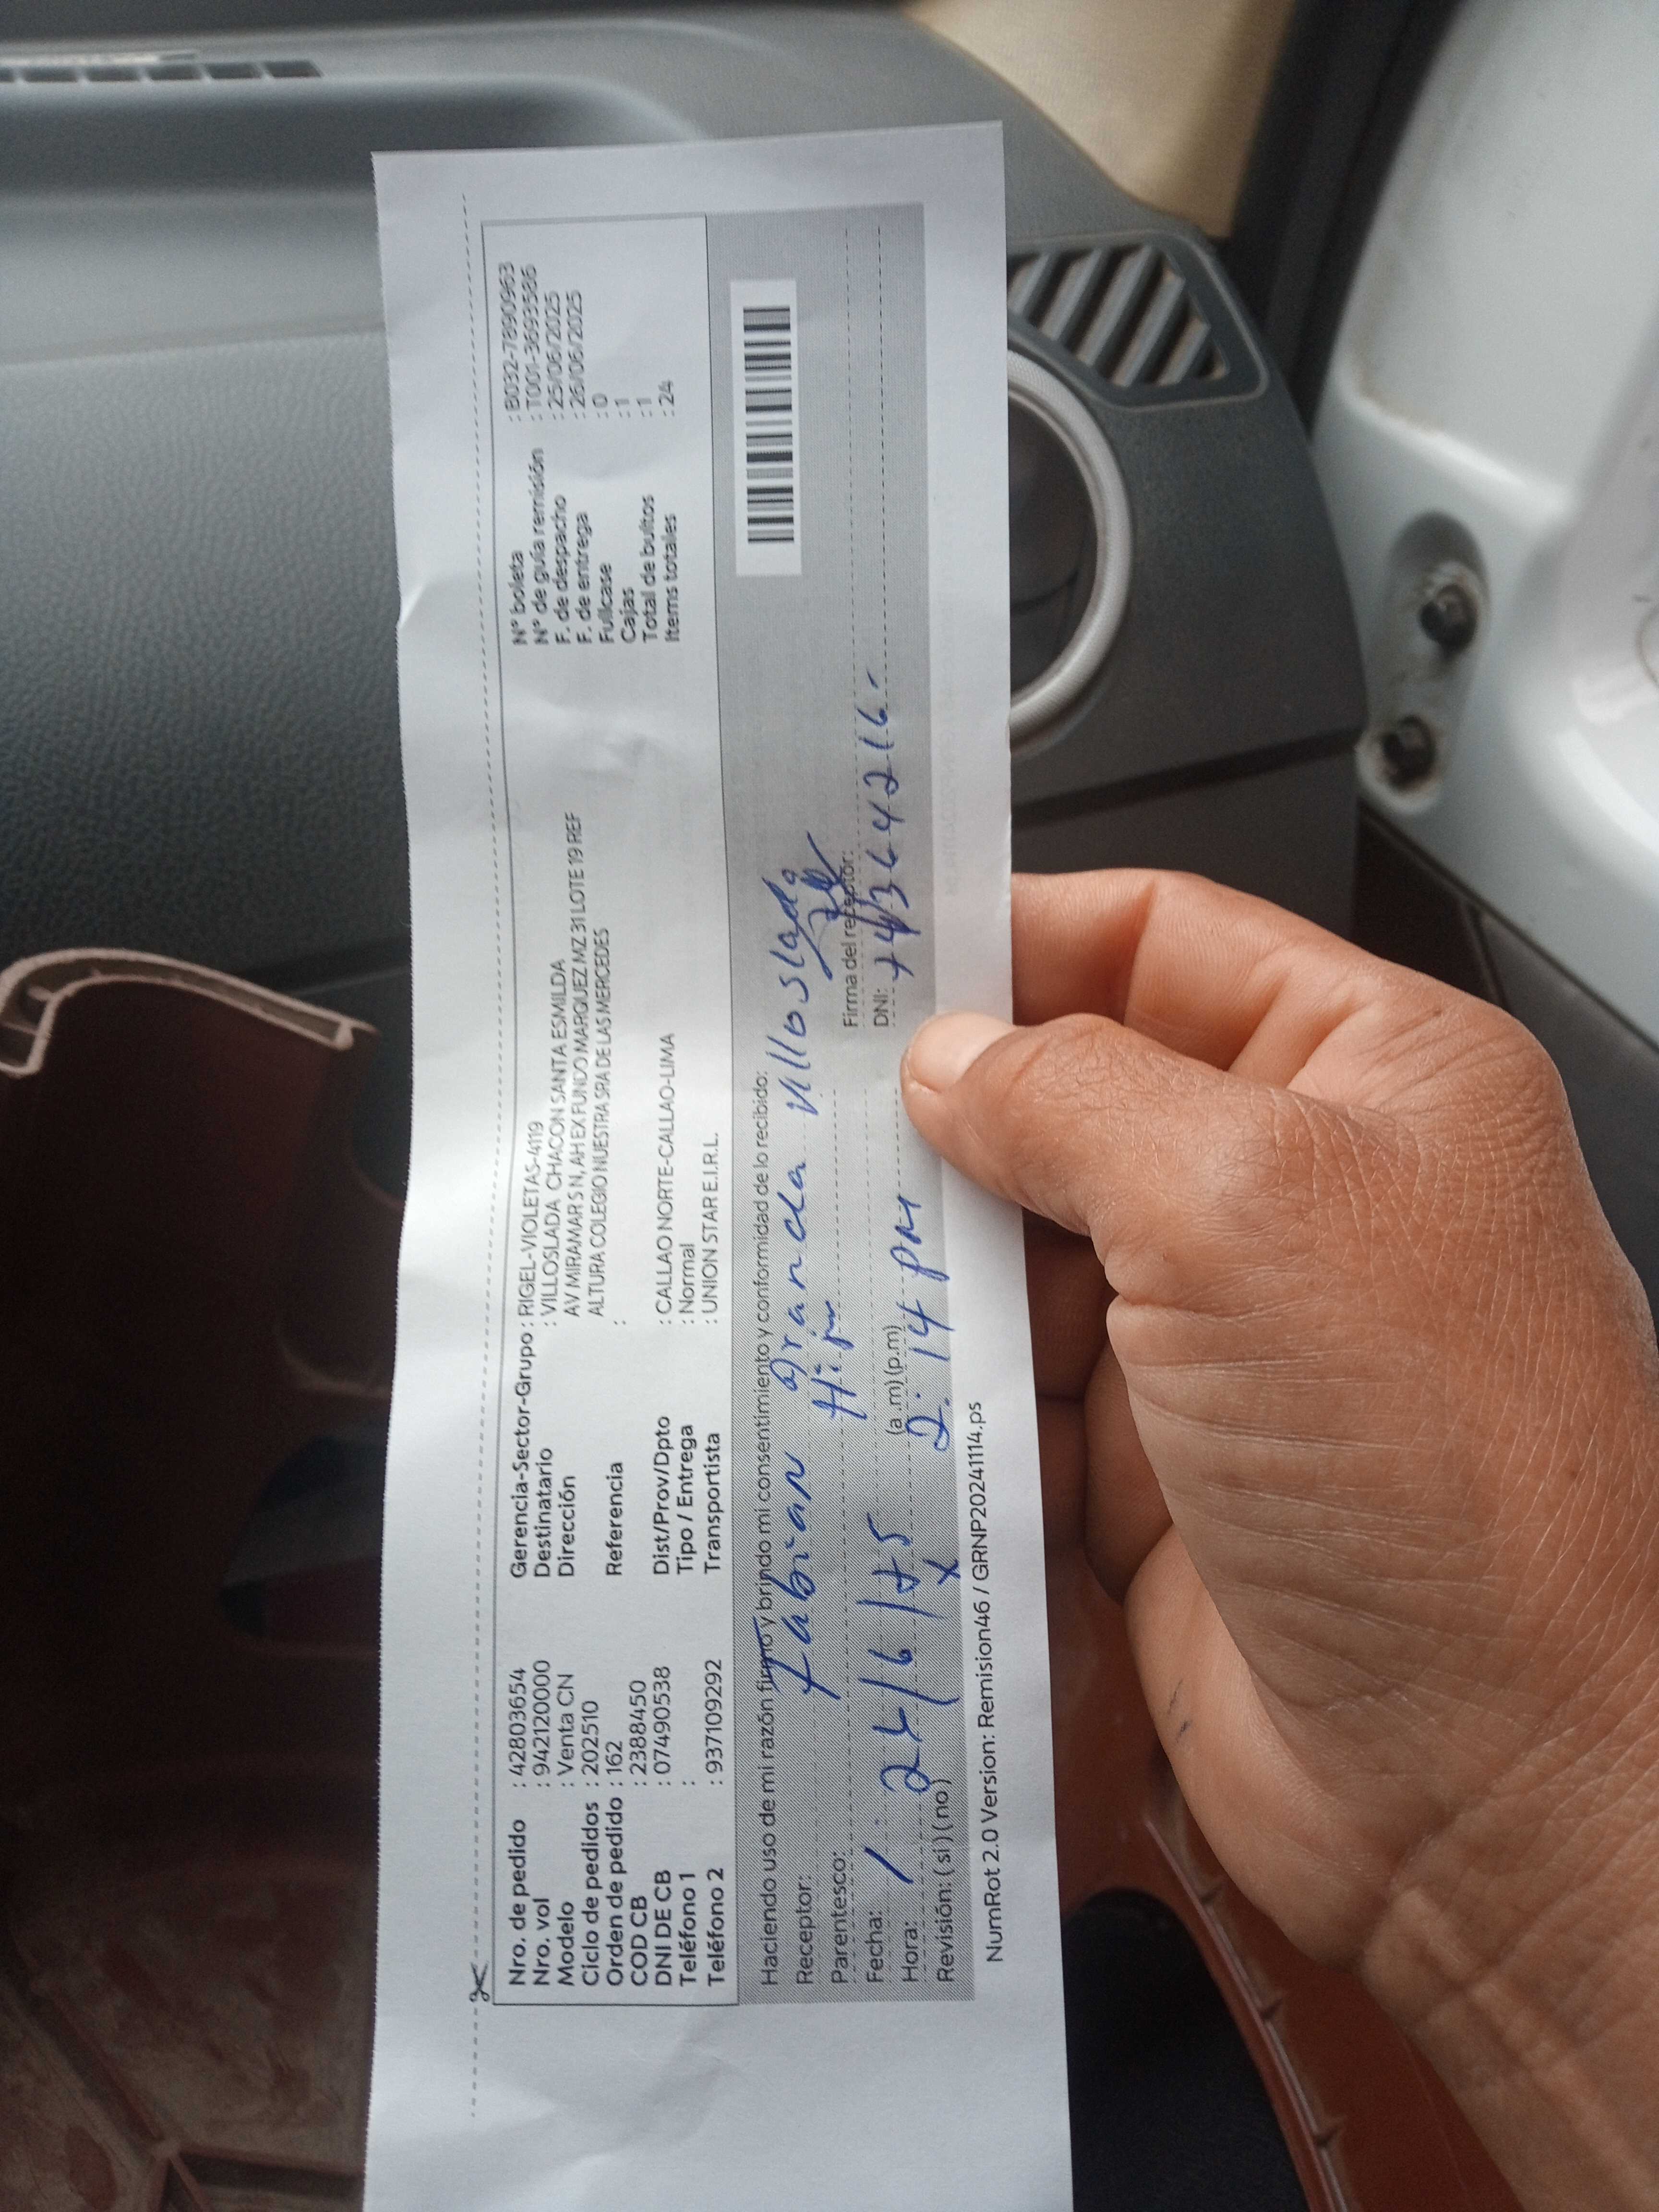 Nro. de pedido : 42803654
Nro. vol : 942120000
Modelo : Venta CN
Ciclo de pedidos : 202510
Orden de pedido : 162
COD CB : 2388450
DNI DE CB : 07490538
Teléfono 1 :
Teléfono 2 : 937109292
Gerencia-Sector-Grupo : RIGEL-VIOLETAS-4119
Destinatario : VILLOSLADA CHACON SANTA ESMILDA
Dirección AV MIRAMAR S N, AH EX FUNDO MARQUEZ MZ 31 LOTE 19 REF
ALTURA COLEGIO NUESTRA SRA DE LAS MERCEDES
Referencia :
Dist/Prov/Dpto : CALLAO NORTE-CALLAO-LIMA
Tipo / Entrega : Normal
Transportista : UNION STAR E.I.R.L.
N° boleta : B032-78909963
N° de guía remisión : T001-36993586
F. de despacho : 25/06/2025
F. de entrega : 26/06/2025
Fullcase : 0
Cajas : 1
Total de bultos : 1
Items totales : 24
Haciendo uso de mi razón firmo y brindo mi consentimiento y conformidad de lo recibido:
Receptor: fabian aranda villoslada
Parentesco: Hijo
Firma del receptor:
Fecha:
DNI:
Hora: (a .m) (p.m) 2:14 pm
Revisión: ( si ) ( no ) x
NumRot 2.0 Version: Remision46 / GRNP20241114.ps